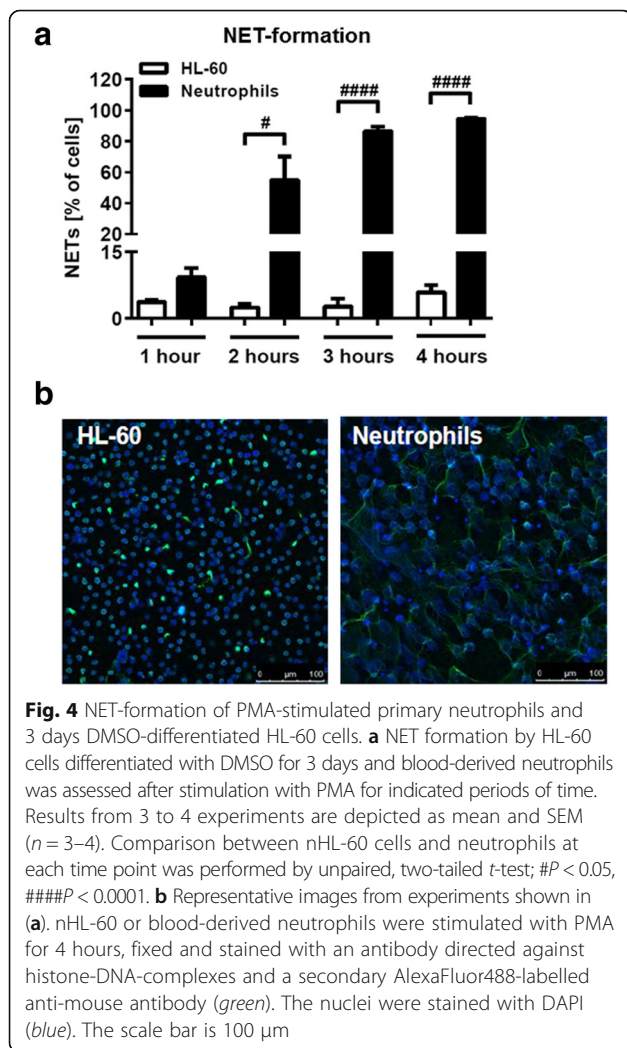 a
NET-formation
HL-60
Neutrophils
NETs [% of cells]
120
100
80
60
40
20
15
0
#
####
####
1 hour
2 hours
3 hours
4 hours
b
HL-60
Neutrophils
0 µm 100
0 µm 100
Fig. 4 NET-formation of PMA-stimulated primary neutrophils and
3 days DMSO-differentiated HL-60 cells. a NET formation by HL-60
cells differentiated with DMSO for 3 days and blood-derived neutrophils
was assessed after stimulation with PMA for indicated periods of time.
Results from 3 to 4 experiments are depicted as mean and SEM
(n = 3–4). Comparison between nHL-60 cells and neutrophils at
each time point was performed by unpaired, two-tailed t-test; #P < 0.05,
####P < 0.0001. b Representative images from experiments shown in
(a). nHL-60 or blood-derived neutrophils were stimulated with PMA
for 4 hours, fixed and stained with an antibody directed against
histone-DNA-complexes and a secondary AlexaFluor488-labelled
anti-mouse antibody (green). The nuclei were stained with DAPI
(blue). The scale bar is 100 µm